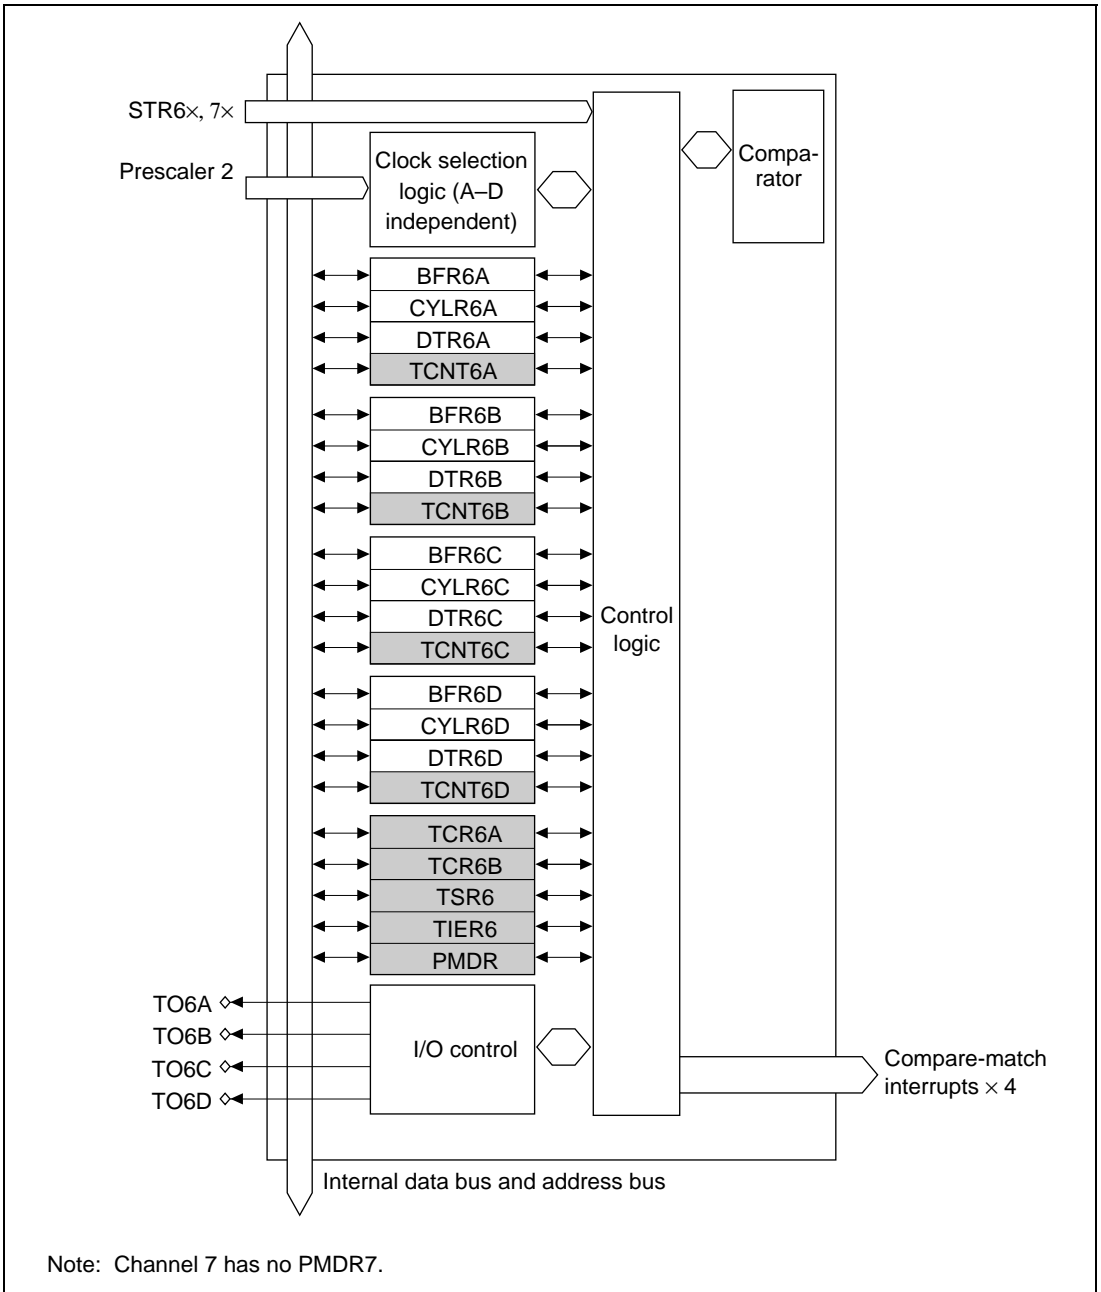 STR6×, 7×
Prescaler 2
Clock selection
logic (A–D
independent)
Compa-
rator
BFR6A
CYLR6A
DTR6A
TCNT6A
BFR6B
CYLR6B
DTR6B
TCNT6B
BFR6C
CYLR6C
DTR6C
TCNT6C
Control
logic
BFR6D
CYLR6D
DTR6D
TCNT6D
TCR6A
TCR6B
TSR6
TIER6
PMDR
TO6A
TO6B
TO6C
TO6D
I/O control
Compare-match
interrupts × 4
Internal data bus and address bus
Note: Channel 7 has no PMDR7.